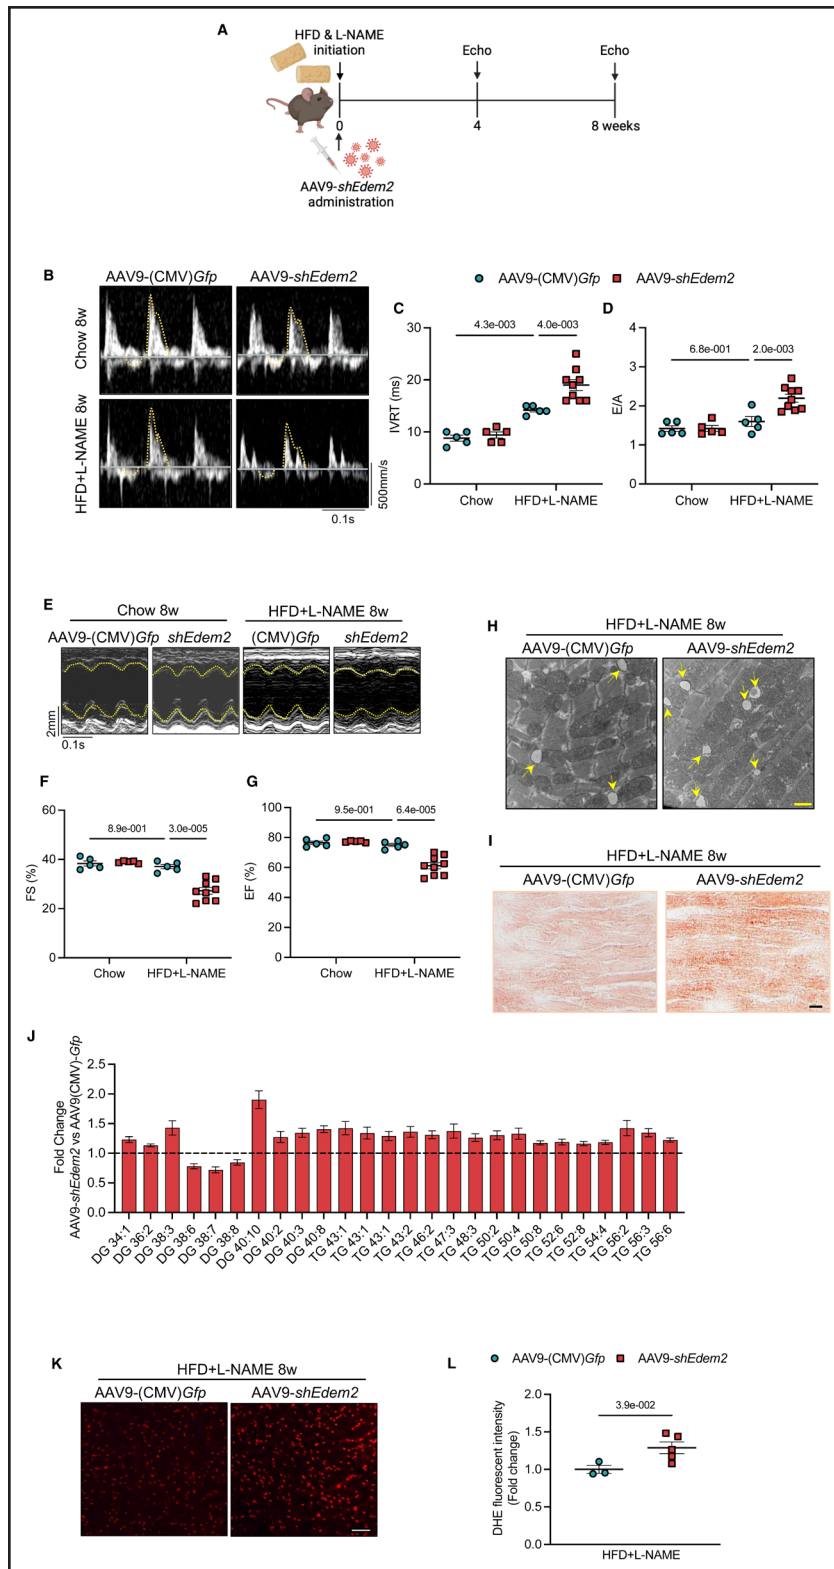 A
HFD & L-NAME
initiation
Echo
Echo
0
4
8 weeks
AAV9-shEdem2
administration
B
AAV9-(CMV)Gfp
AAV9-shEdem2
Chow 8w
HFD+L-NAME 8w
500mm/s
0.1s
AAV9-(CMV)Gfp
AAV9-shEdem2
C
30
20
10
0
IVRT (ms)
4.3e-003
4.0e-003
Chow
HFD+L-NAME
D
4
3
2
1
0
E/A
6.8e-001
2.0e-003
Chow
HFD+L-NAME
E
Chow 8w
HFD+L-NAME 8w
AAV9-(CMV)Gfp
shEdem2
(CMV)Gfp
shEdem2
2mm
0.1s
F
60
40
20
0
FS (%)
8.9e-001
3.0e-005
Chow
HFD+L-NAME
G
100
80
60
40
20
0
EF (%)
9.5e-001
6.4e-005
Chow
HFD+L-NAME
H
HFD+L-NAME 8w
AAV9-(CMV)Gfp
AAV9-shEdem2
I
HFD+L-NAME 8w
AAV9-(CMV)Gfp
AAV9-shEdem2
J
Fold Change
AAV9-shEdem2 vs AAV9(CMV)-Gfp
2.5
2.0
1.5
1.0
0.5
0.0
DG 34:1
DG 36:2
DG 38:3
DG 38:6
DG 38:7
DG 38:8
DG 40:10
DG 40:2
DG 40:3
DG 40:8
TG 43:1
TG 43:1
TG 43:1
TG 43:2
TG 46:2
TG 47:3
TG 48:3
TG 50:2
TG 50:4
TG 50:8
TG 52:6
TG 52:8
TG 54:4
TG 56:2
TG 56:3
TG 56:6
K
HFD+L-NAME 8w
AAV9-(CMV)Gfp
AAV9-shEdem2
L
AAV9-(CMV)Gfp
AAV9-shEdem2
DHE fluorescent intensity
(Fold change)
2.0
1.5
1.0
0.5
0.0
3.9e-002
HFD+L-NAME